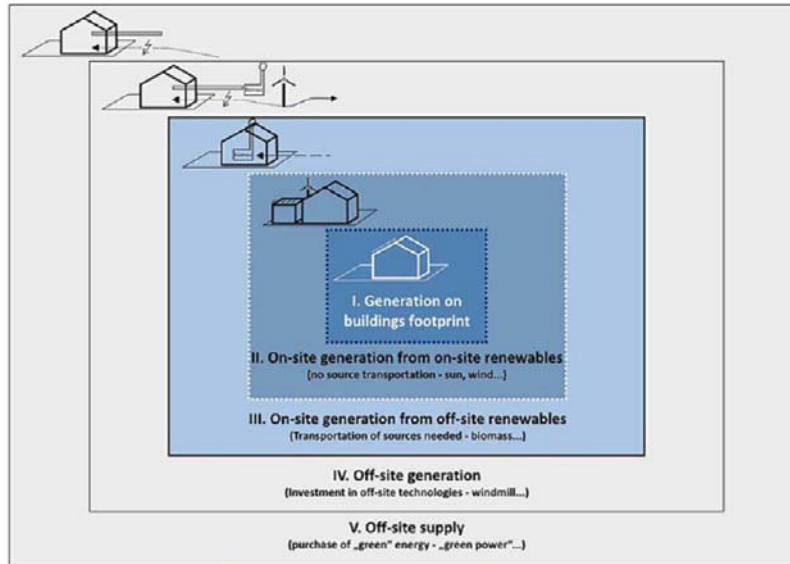 I. Generation on
buildings footprint
II. On-site generation from on-site renewables
(no source transportation - sun, wind...)
III. On-site generation from off-site renewables
(Transportation of sources needed - biomass...)
IV. Off-site generation
(Investment in off-site technologies - windmill...)
V. Off-site supply
(purchase of „green" energy - „green power"...)